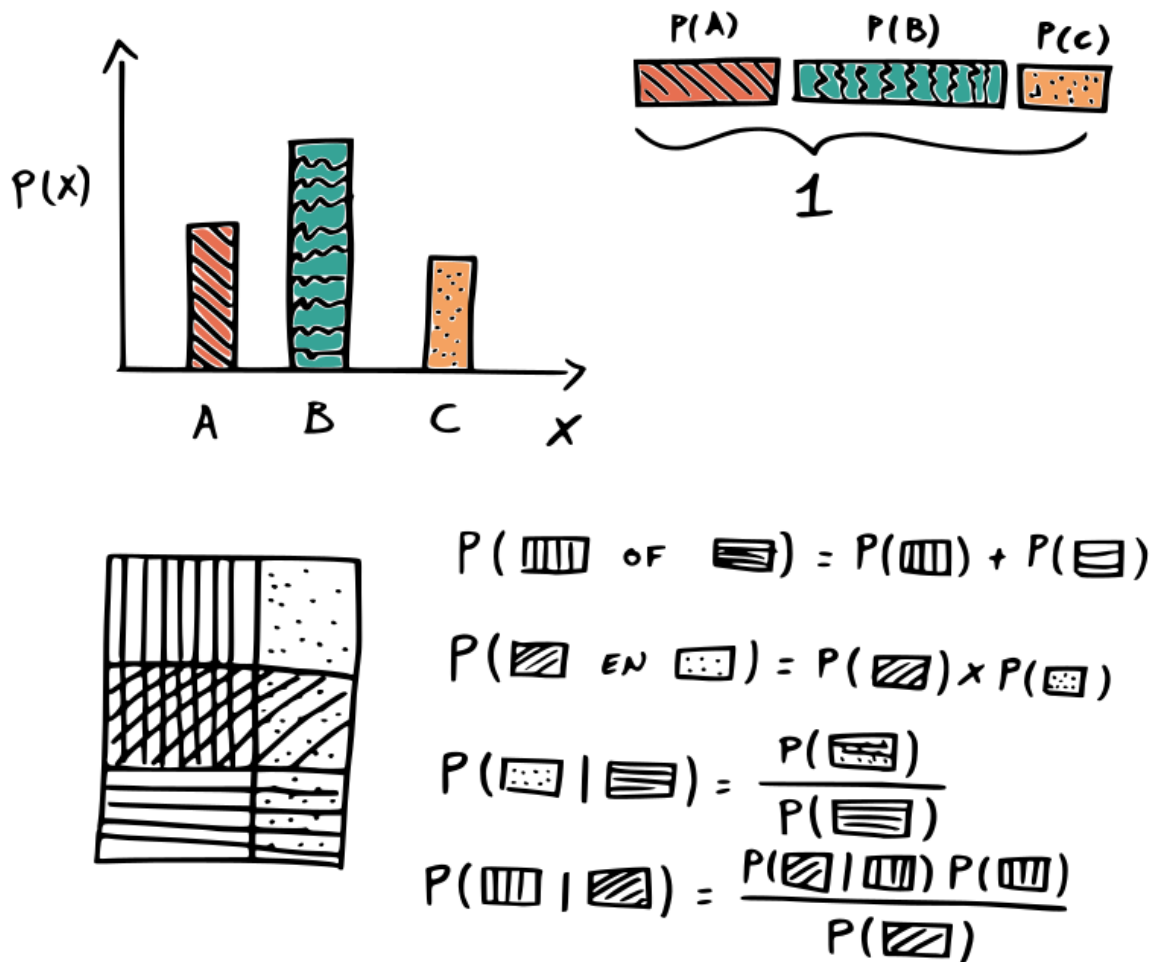 P(A) P(B) P(C)
1
P(X)
A B C X
P( OF ) = P( ) + P( )
P( EN ) = P( ) x P( )
P( | ) = P( ) / P( )
P( | ) = P( | ) P( ) / P( )